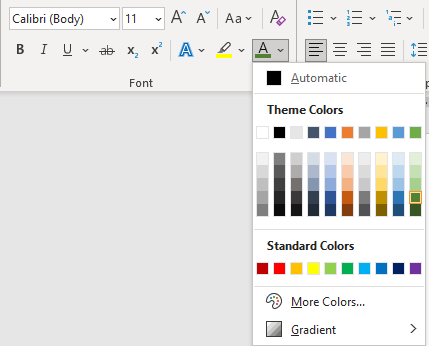 Calibri (Body) 11 A A Aa A
B I U ab x₂ x² A A
Font
Automatic
Theme Colors
Standard Colors
More Colors...
Gradient